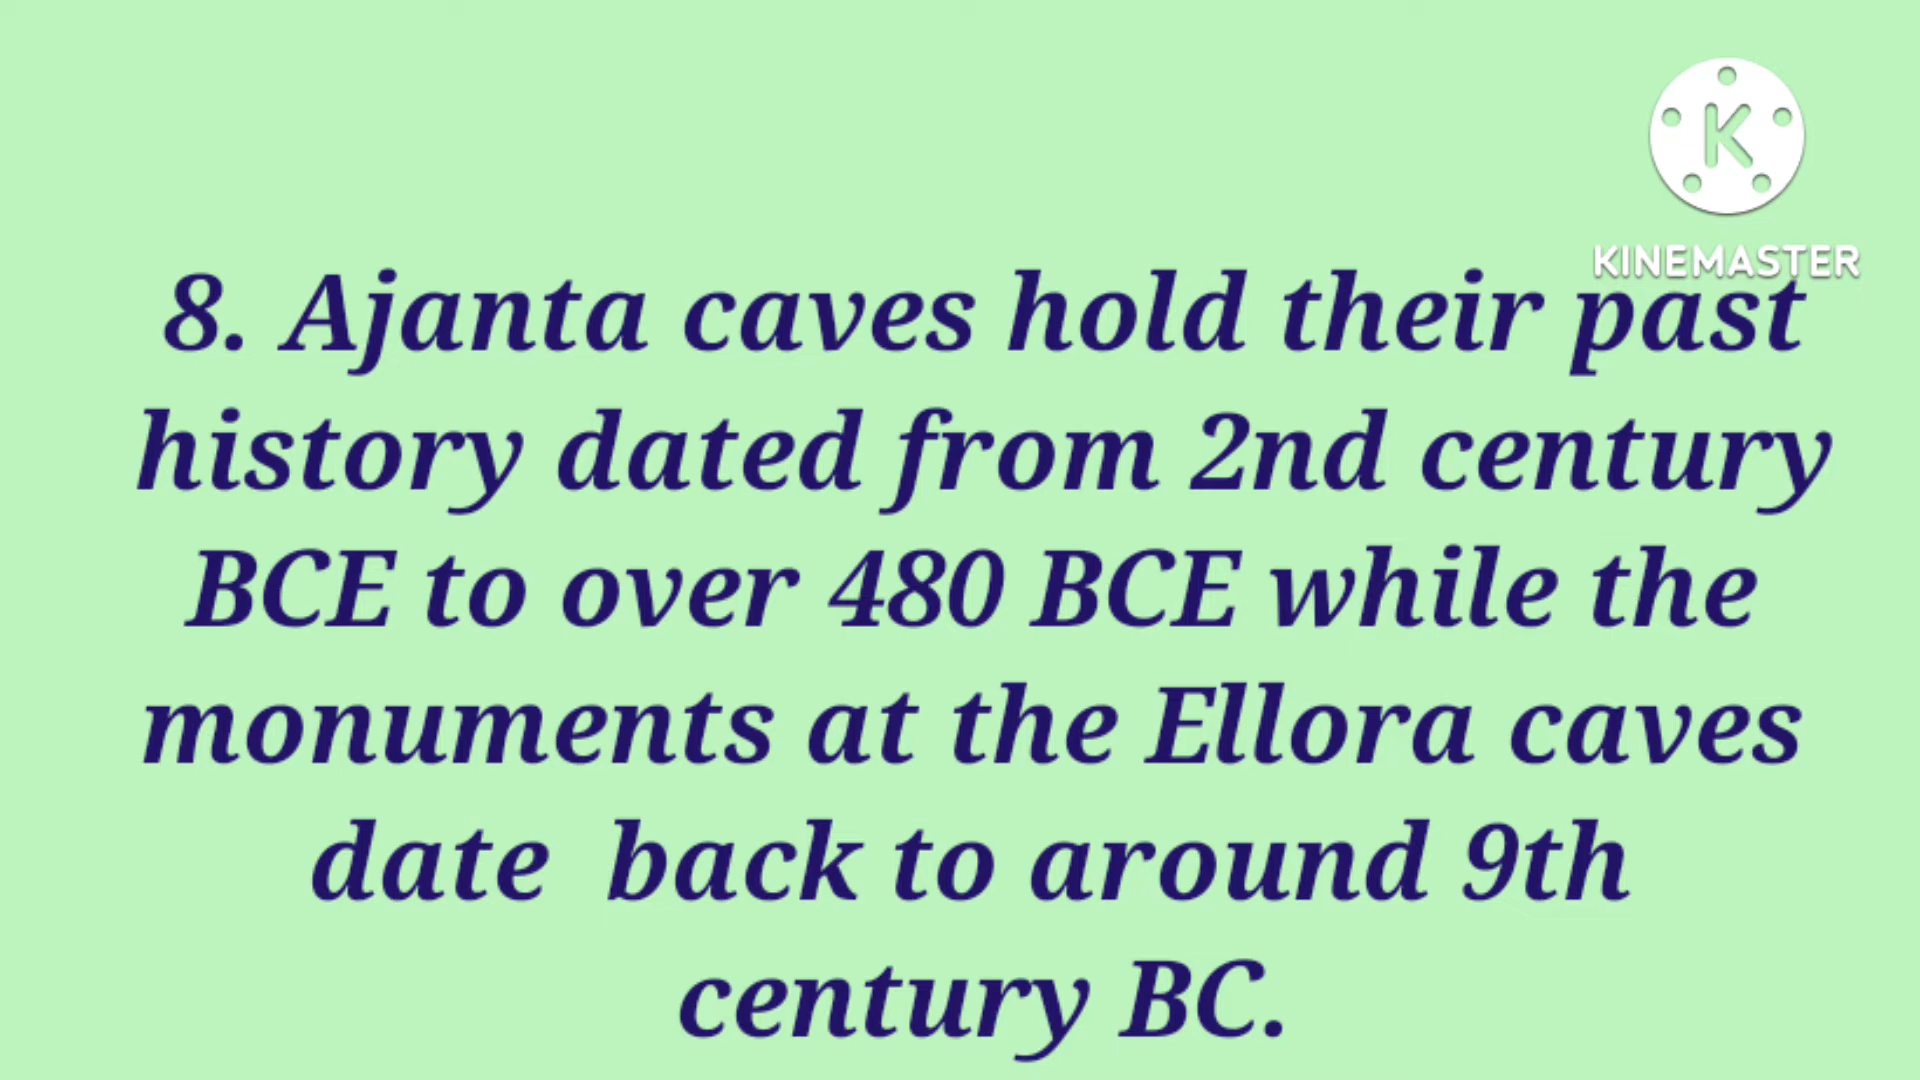 K
KINEMASTER
8. Ajanta caves hold their past
history dated from 2nd century
BCE to over 480 BCE while the
monuments at the Ellora caves
date  back to around 9th
century BC.